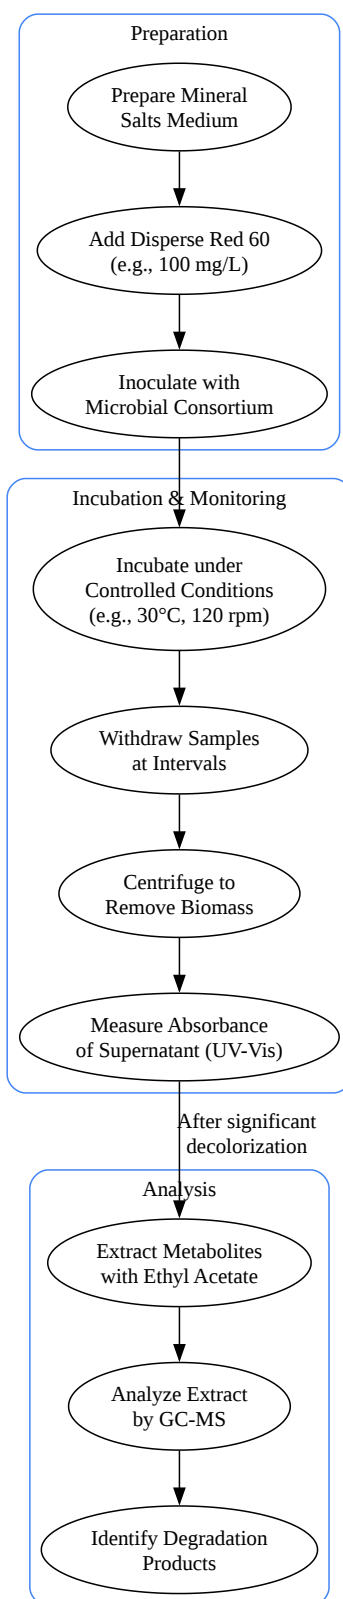 Preparation
Prepare Mineral
Salts Medium
Add Disperse Red 60
(e.g., 100 mg/L)
Inoculate with
Microbial Consortium
Incubation & Monitoring
Incubate under
Controlled Conditions
(e.g., 30°C, 120 rpm)
Withdraw Samples
at Intervals
Centrifuge to
Remove Biomass
Measure Absorbance
of Supernatant (UV-Vis)
After significant
decolorization
Analysis
Extract Metabolites
with Ethyl Acetate
Analyze Extract
by GC-MS
Identify Degradation
Products